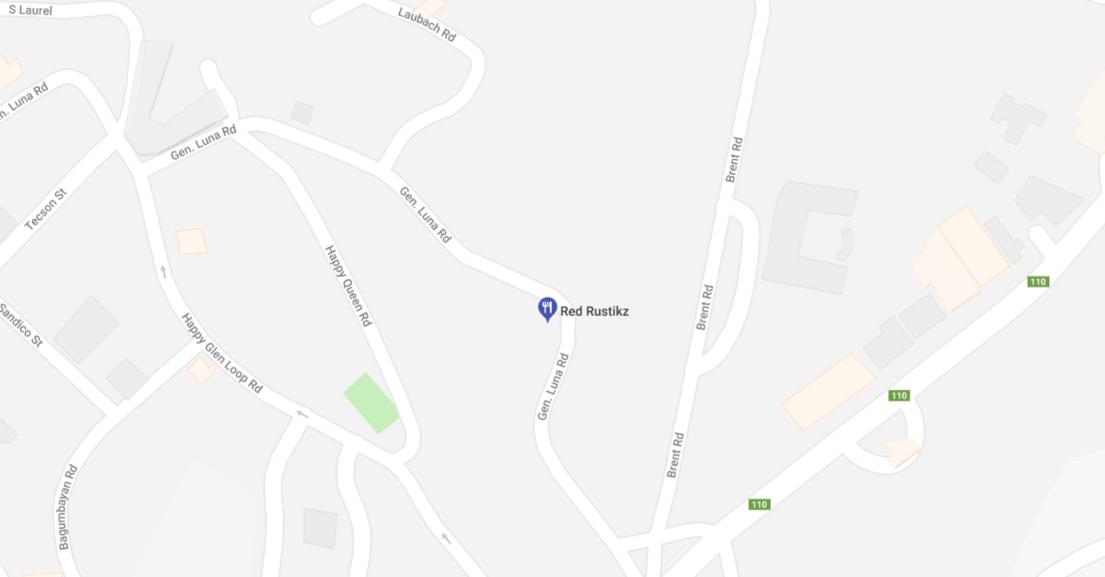 S Laurel
Laubach Rd
n. Luna Rd
Gen. Luna Rd
Brent Rd
Tecson St
Gen. Luna Rd
Happy Queen Rd
110
Red Rustikz
Brent Rd
Sandico St
Happy Glen Loop Rd
Gen. Luna Rd
110
Brent Rd
Bagumbayan Rd
110